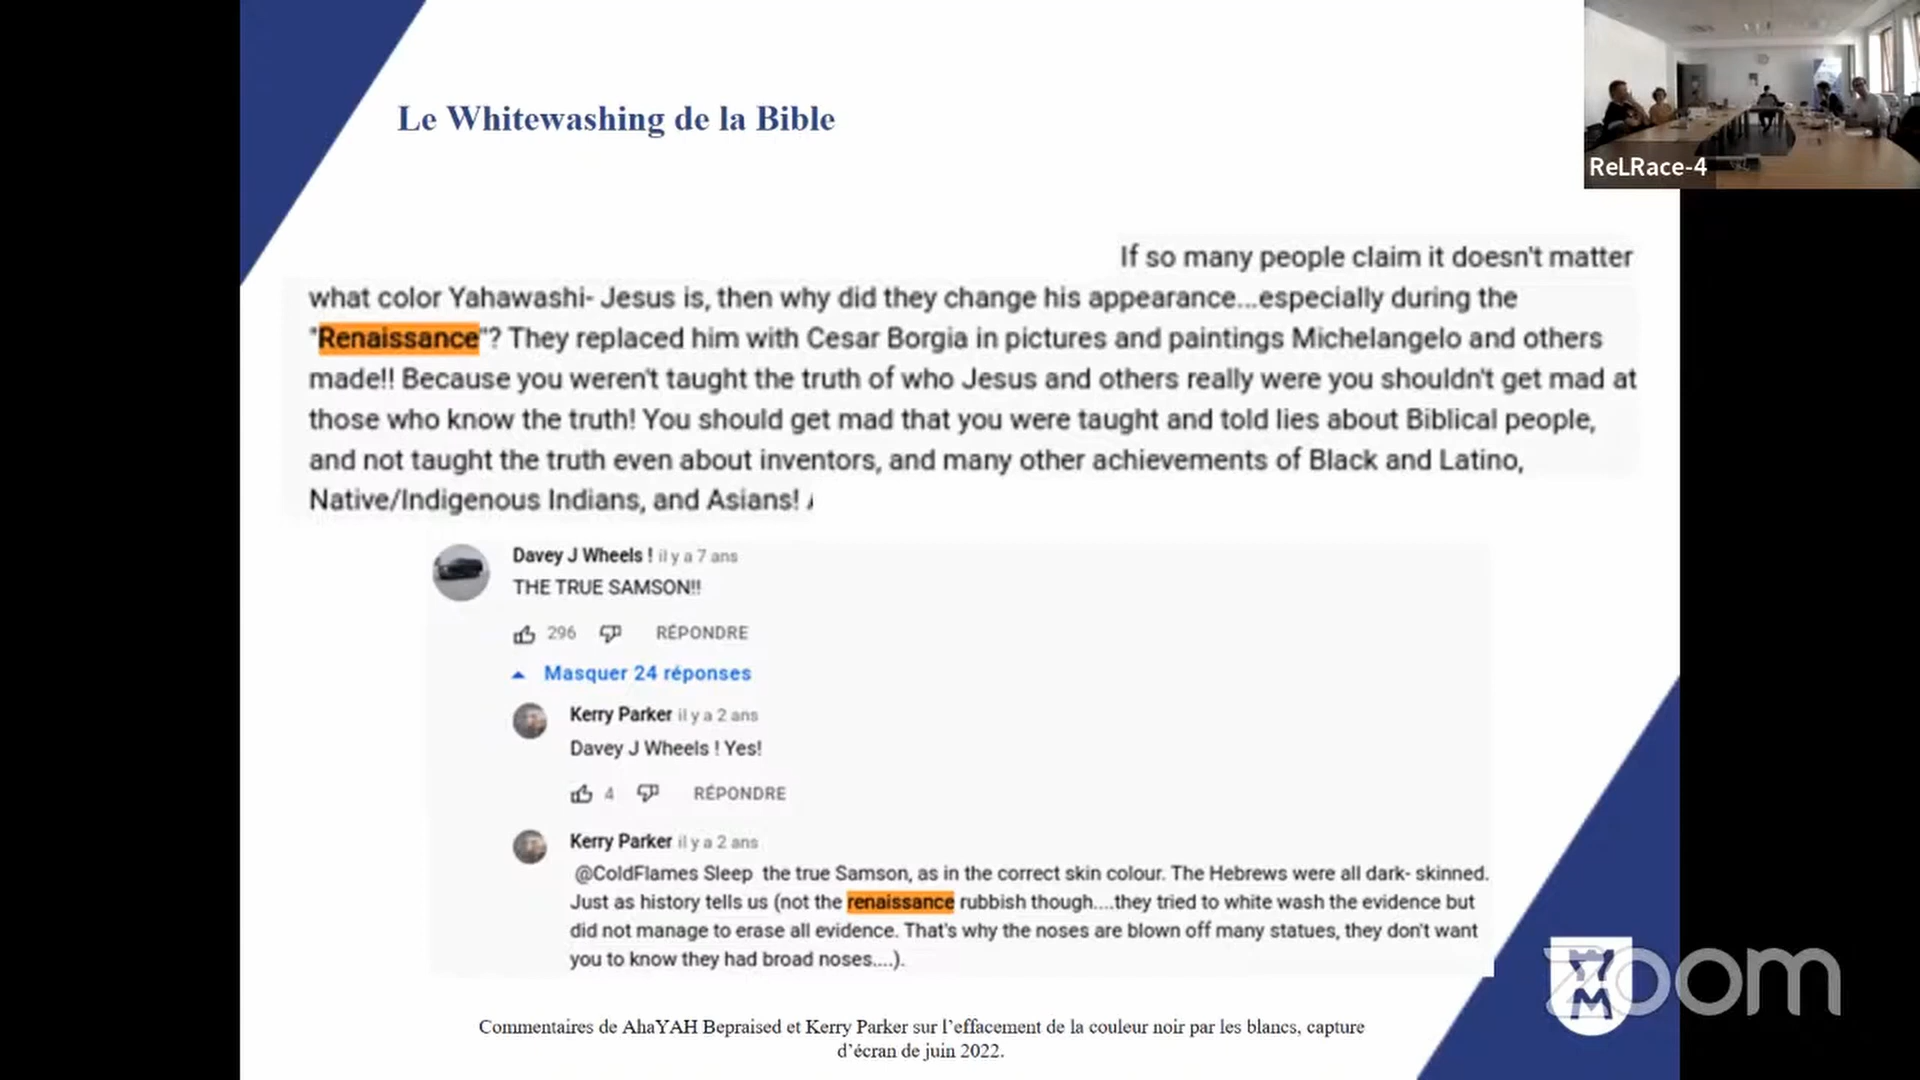 Le Whitewashing de la Bible
ReLRace-4
If so many people claim it doesn't matter
what color Yahawashi- Jesus is, then why did they change his appearance...especially during the
"Renaissance"? They replaced him with Cesar Borgia in pictures and paintings Michelangelo and others
made!! Because you weren't taught the truth of who Jesus and others really were you shouldn't get mad at
those who know the truth! You should get mad that you were taught and told lies about Biblical people,
and not taught the truth even about inventors, and many other achievements of Black and Latino,
Native/Indigenous Indians, and Asians!
Davey J Wheels ! il y a 7 ans
THE TRUE SAMSON!!
296 RÉPONDRE
Masquer 24 réponses
Kerry Parker il y a 2 ans
Davey J Wheels ! Yes!
4 RÉPONDRE
Kerry Parker il y a 2 ans
@ColdFlames Sleep the true Samson, as in the correct skin colour. The Hebrews were all dark- skinned.
Just as history tells us (not the renaissance rubbish though....they tried to white wash the evidence but
did not manage to erase all evidence. That's why the noses are blown off many statues, they don't want
you to know they had broad noses....).
Commentaires de AhaYAH Bepraised et Kerry Parker sur l'effacement de la couleur noir par les blancs, capture
d'écran de juin 2022.
zoom